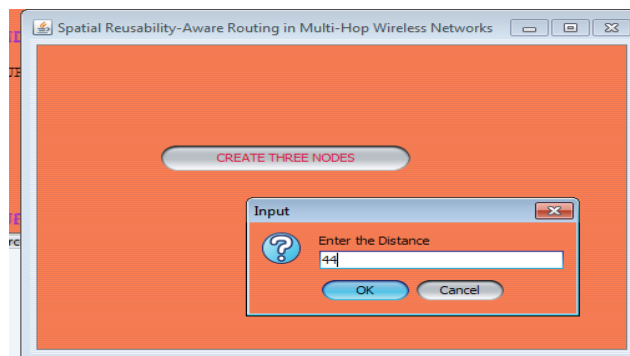 Spatial Reusability-Aware Routing in Multi-Hop Wireless Networks
CREATE THREE NODES
Input
Enter the Distance
44
OK
Cancel